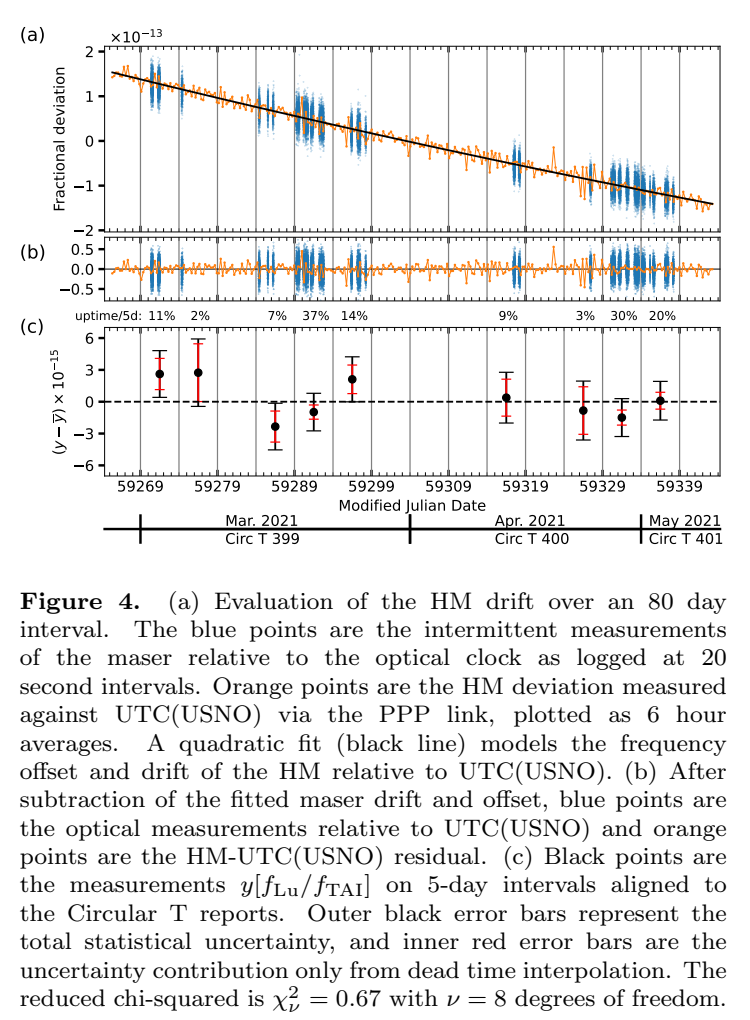 (a)
×10⁻¹³
2
1
0
−1
−2
Fractional deviation
(b)
0.5
0.0
−0.5
uptime/5d: 11% 2% 7% 37% 14% 9% 3% 30% 20%
(c)
6
3
0
−3
−6
(y − y̅) × 10⁻¹⁵
59269 59279 59289 59299 59309 59319 59329 59339
Modified Julian Date
Mar. 2021 Apr. 2021 May 2021
Circ T 399 Circ T 400 Circ T 401
Figure 4. (a) Evaluation of the HM drift over an 80 day
interval. The blue points are the intermittent measurements
of the maser relative to the optical clock as logged at 20
second intervals. Orange points are the HM deviation measured
against UTC(USNO) via the PPP link, plotted as 6 hour
averages. A quadratic fit (black line) models the frequency
offset and drift of the HM relative to UTC(USNO). (b) After
subtraction of the fitted maser drift and offset, blue points are
the optical measurements relative to UTC(USNO) and orange
points are the HM-UTC(USNO) residual. (c) Black points are
the measurements y[f_Lu/f_TAI] on 5-day intervals aligned to
the Circular T reports. Outer black error bars represent the
total statistical uncertainty, and inner red error bars are the
uncertainty contribution only from dead time interpolation. The
reduced chi-squared is χ²_ν = 0.67 with ν = 8 degrees of freedom.